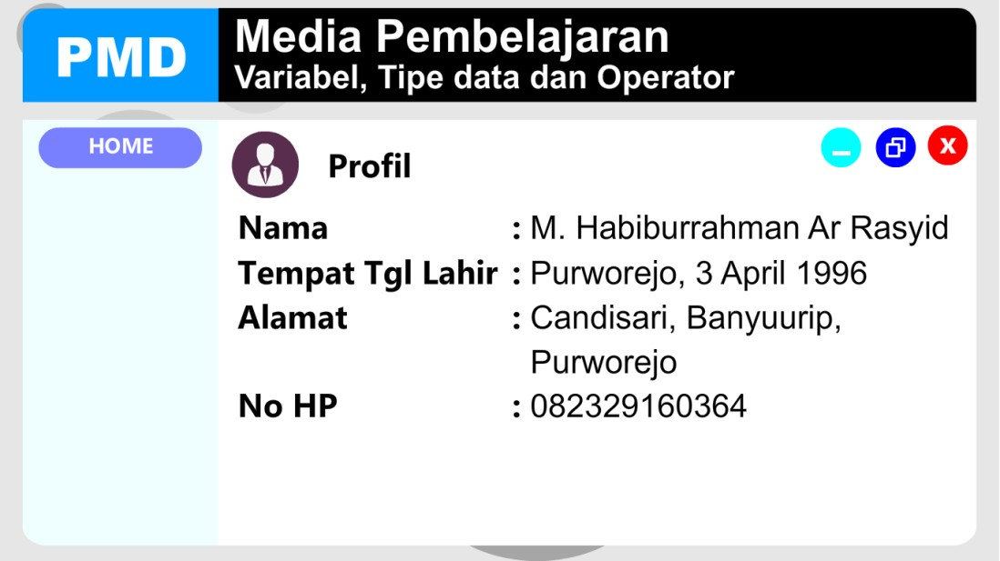 PMD
Media Pembelajaran
Variabel, Tipe data dan Operator
HOME
Profil
X
Nama : M. Habiburrahman Ar Rasyid
Tempat Tgl Lahir : Purworejo, 3 April 1996
Alamat : Candisari, Banyuurip,
Purworejo
No HP : 082329160364